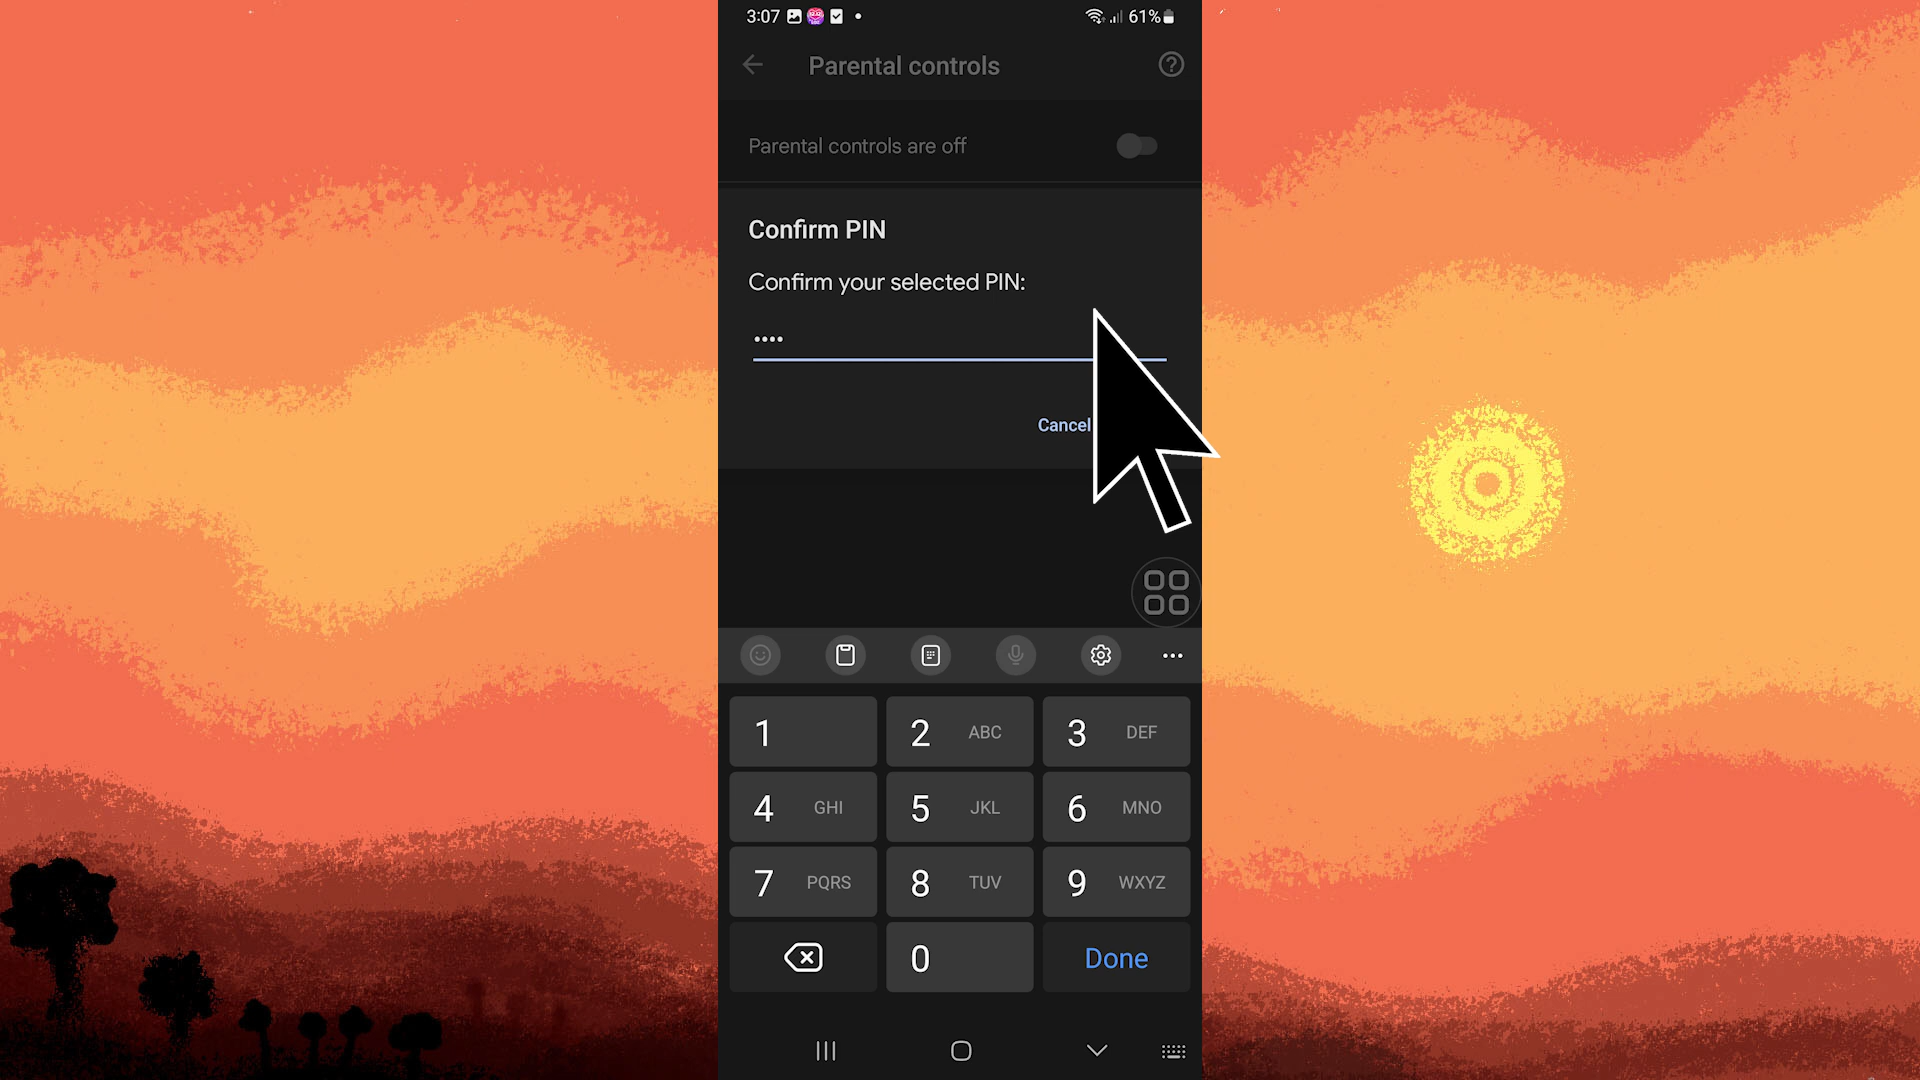 3:07 61%
Parental controls
Parental controls are off
Confirm PIN
Confirm your selected PIN:
••••
Cancel
1 2 ABC 3 DEF
4 GHI 5 JKL 6 MNO
7 PQRS 8 TUV 9 WXYZ
0 Done